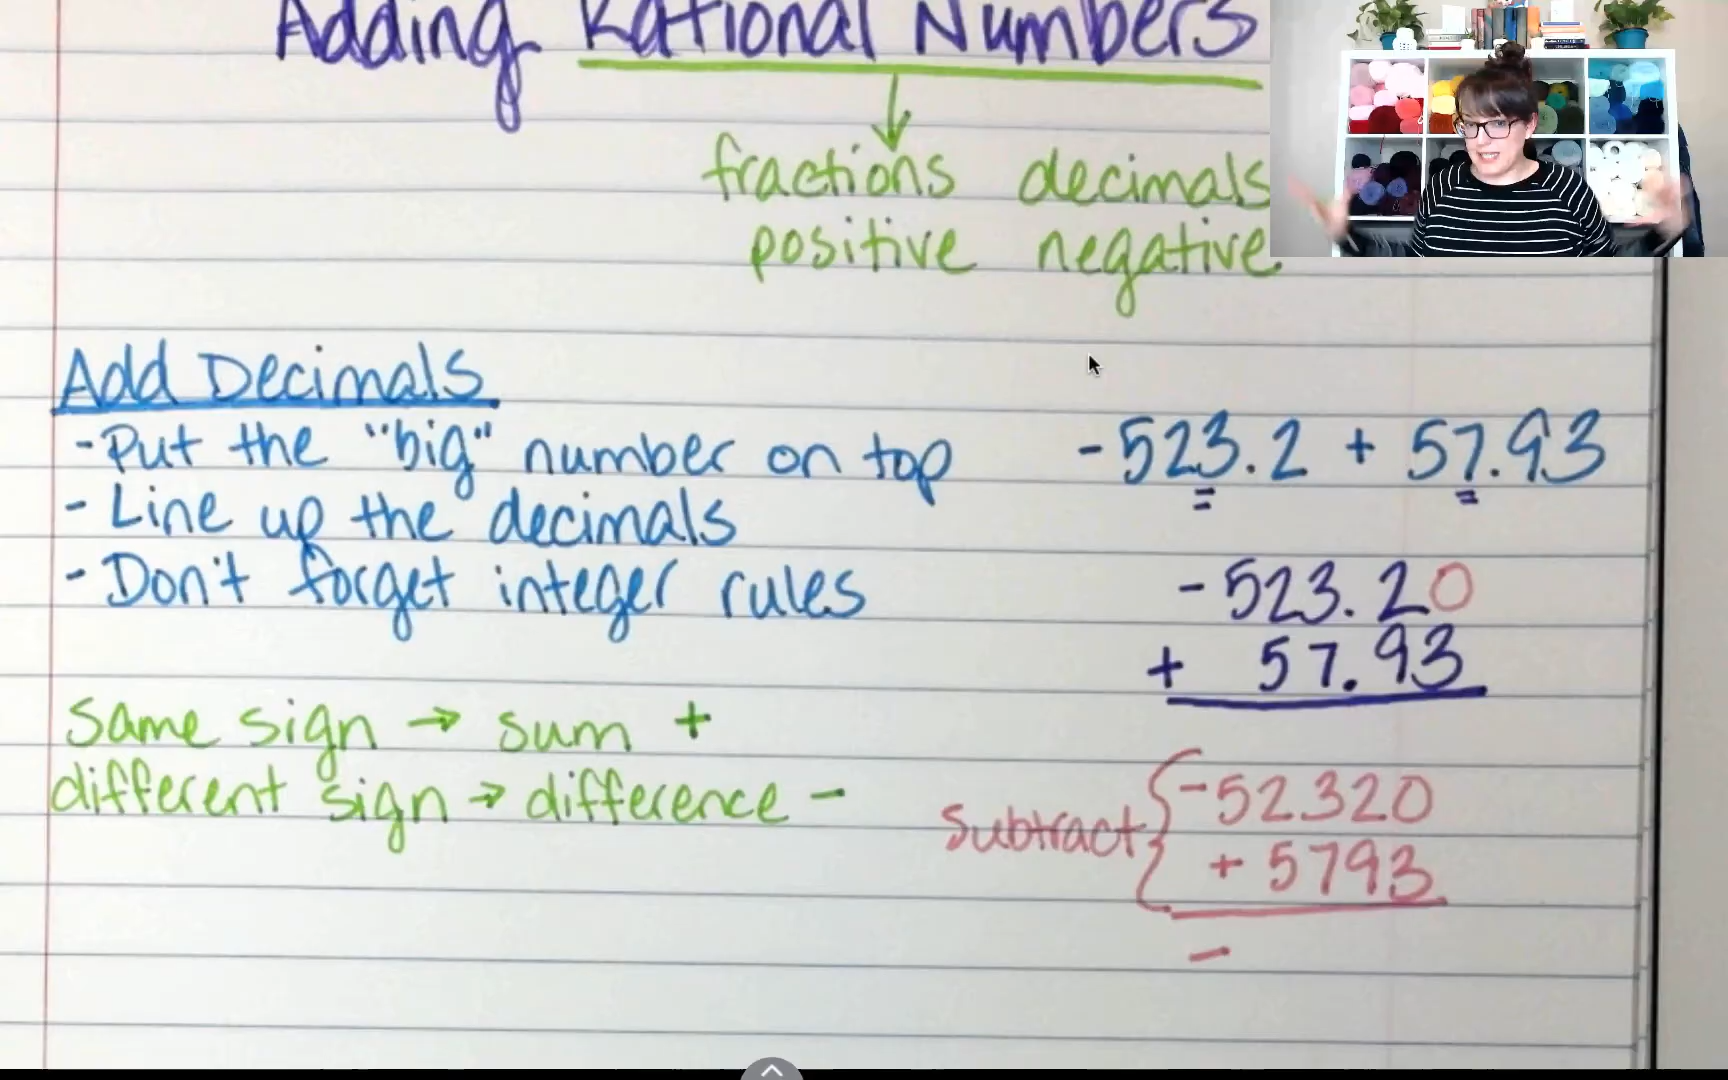 Adding Rational Numbers
fractions decimals
positive negative
Add Decimals
-Put the "big" number on top
- Line up the decimals
- Don't forget integer rules
same sign → sum +
different sign → difference -
-523.2 + 57.93
-523.20
+ 57.93
subtract
-52320
+ 5793
-